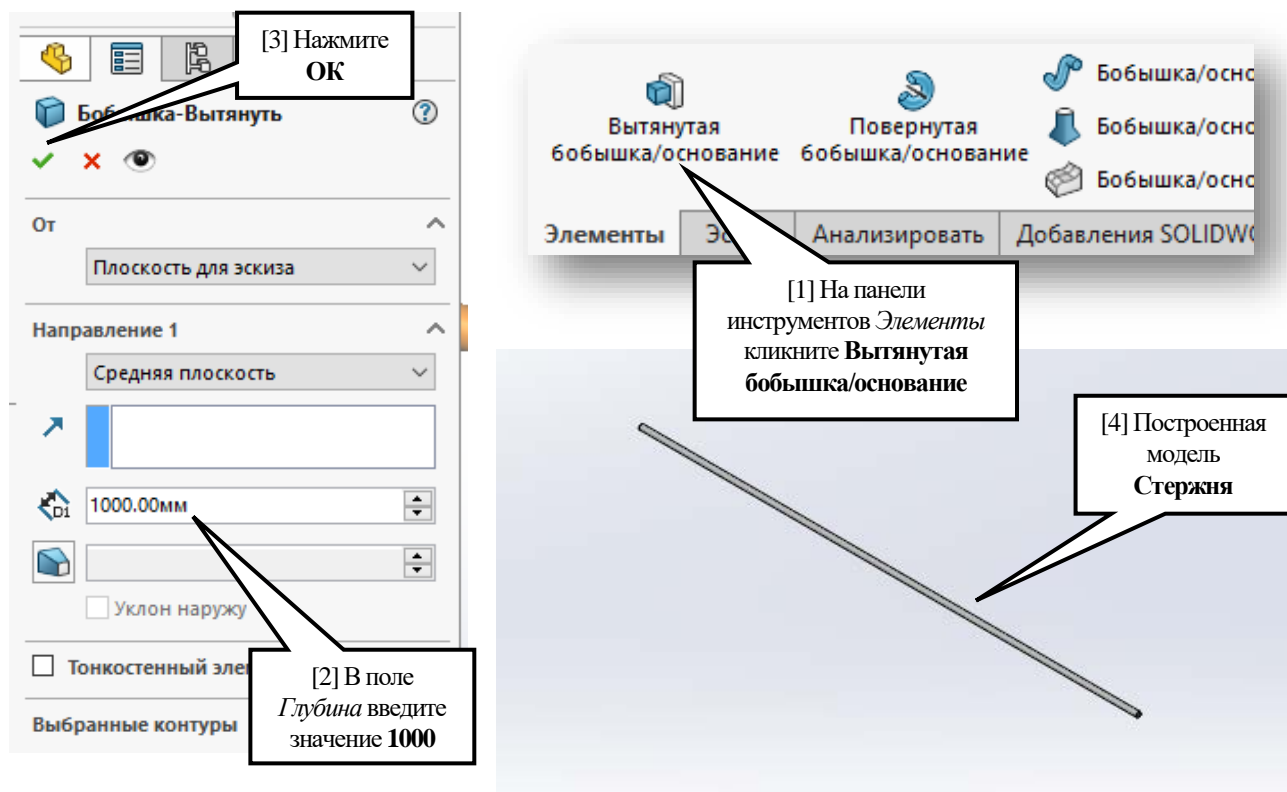 [3] Нажмите
ОК
Бобышка-Вытянуть
От
Плоскость для эскиза
Направление 1
Средняя плоскость
D1
1000.00мм
Уклон наружу
Тонкостенный
[2] В поле
Глубина введите
значение 1000
Выбранные контуры
Вытянутая
бобышка/основание
Повернутая
бобышка/основание
Бобышка/осно
Бобышка/осно
Бобышка/осно
Элементы
Анализировать
Добавления SOLIDWO
[1] На панели
инструментов Элементы
кликните Вытянутая
бобышка/основание
[4] Построенная
модель
Стержня